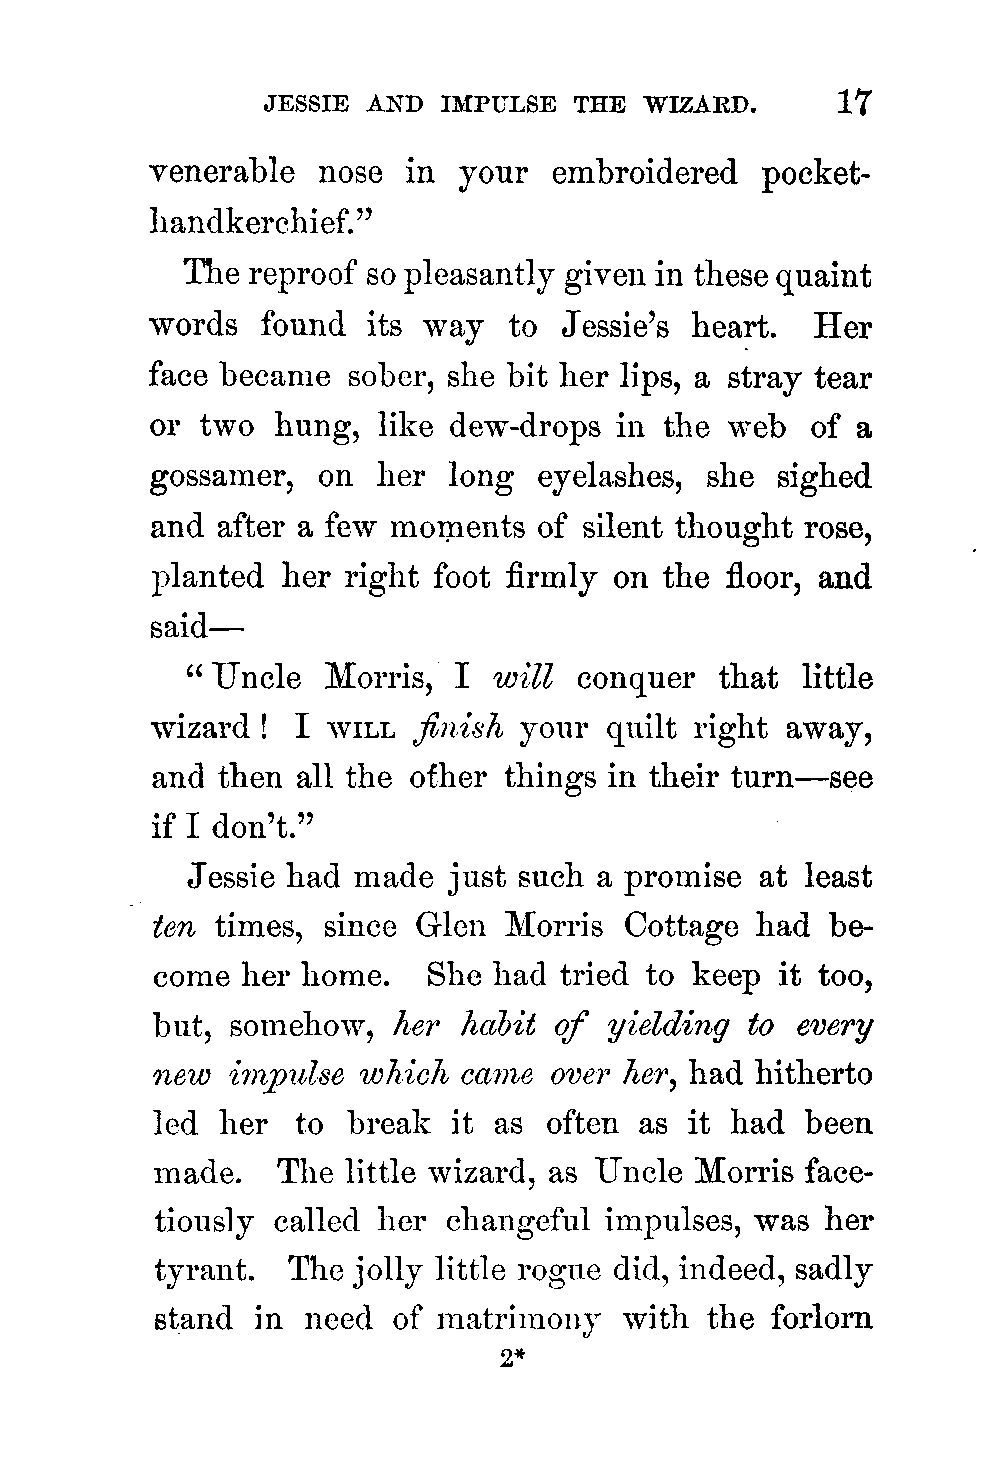 JESSIE AND IMPULSE THE WIZARD. 17
venerable nose in your embroidered pocket-
handkerchief.”
The reproof so pleasantly given in these quaint
words found its way to Jessie’s heart. Her
face became sober, she bit her lips, a stray tear
or two hung, like dew-drops in the web of a
gossamer, on her long eyelashes, she sighed
and after a few moments of silent thought rose,
planted her right foot firmly on the floor, and
said—
“Uncle Morris, I will conquer that little
wizard! I WILL finish your quilt right away,
and then all the other things in their turn—see
if I don’t.”
Jessie had made just such a promise at least
ten times, since Glen Morris Cottage had be-
come her home. She had tried to keep it too,
but, somehow, her habit of yielding to every
new impulse which came over her, had hitherto
led her to break it as often as it had been
made. The little wizard, as Uncle Morris face-
tiously called her changeful impulses, was her
tyrant. The jolly little rogue did, indeed, sadly
stand in need of matrimony with the forlorn
2*